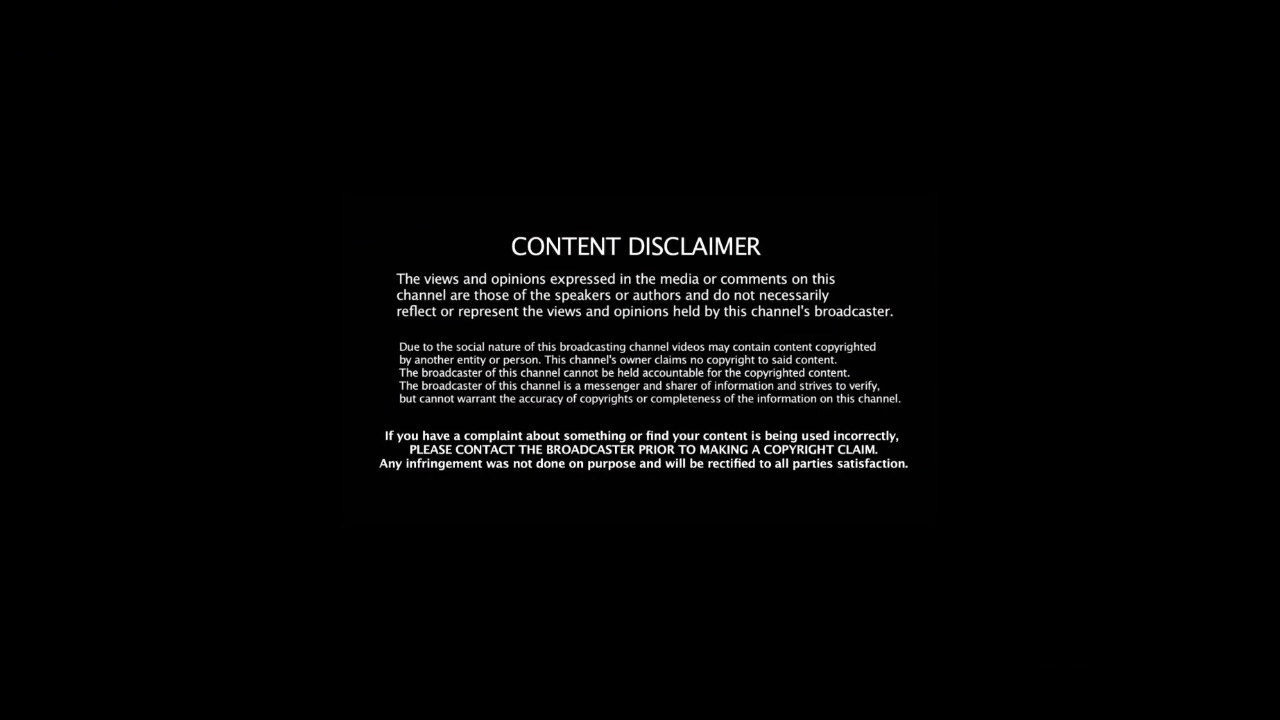 CONTENT DISCLAIMER
The views and opinions expressed in the media or comments on this
channel are those of the speakers or authors and do not necessarily
reflect or represent the views and opinions held by this channel's broadcaster.
Due to the social nature of this broadcasting channel videos may contain content copyrighted
by another entity or person. This channel's owner claims no copyright to said content.
The broadcaster of this channel cannot be held accountable for the copyrighted content.
The broadcaster of this channel is a messenger and sharer of information and strives to verify,
but cannot warrant the accuracy of copyrights or completeness of the information on this channel.
If you have a complaint about something or find your content is being used incorrectly,
PLEASE CONTACT THE BROADCASTER PRIOR TO MAKING A COPYRIGHT CLAIM.
Any infringement was not done on purpose and will be rectified to all parties satisfaction.